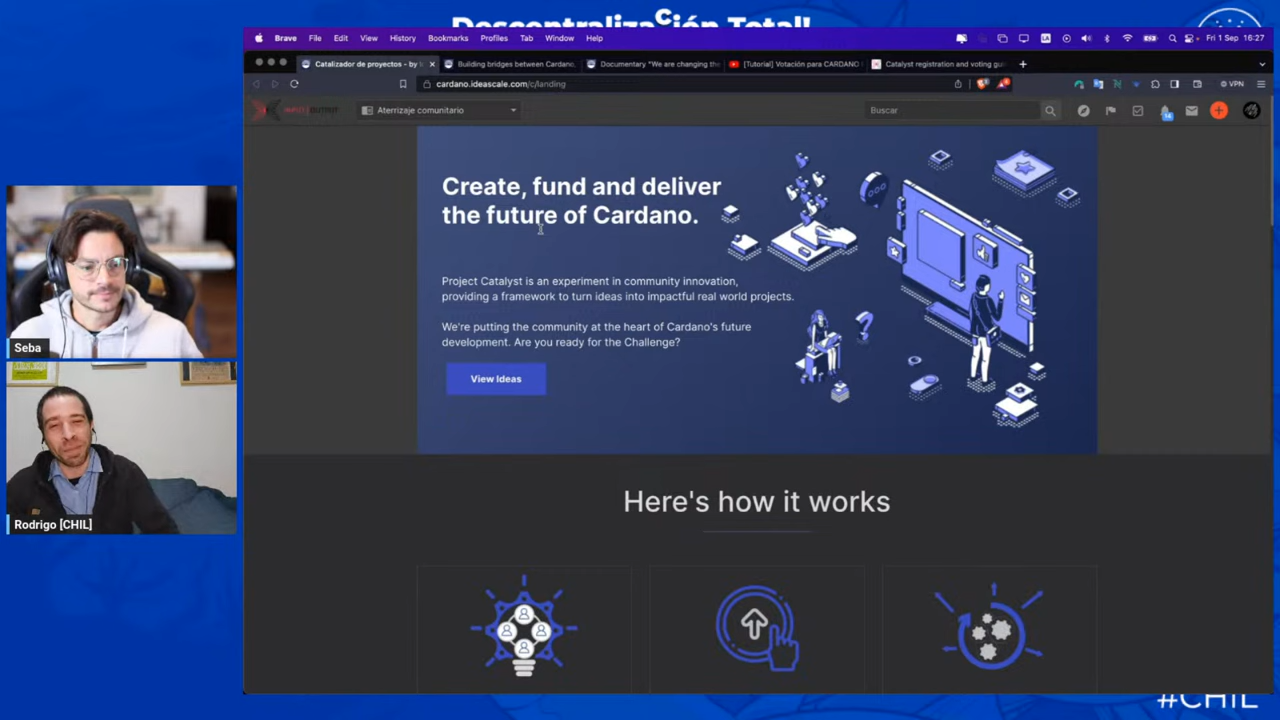 Descentralización Total!
Brave File Edit View History Bookmarks Profiles Tab Window Help
LA
Fri 1 Sep 16:27
Catalizador de proyectos - by
Building bridges between Cardano.
Documentary "We are changing the
[Tutorial] Votación para CARDANO
Catalyst registration and voting gu
cardano.ideascale.com/c/landing
VPN
INPUT OUTPUT
Aterrizaje comunitario
Buscar
Create, fund and deliver
the future of Cardano.
Project Catalyst is an experiment in community innovation,
providing a framework to turn ideas into impactful real world projects.
We're putting the community at the heart of Cardano's future
development. Are you ready for the Challenge?
View Ideas
Here's how it works
Seba
Rodrigo [CHIL]
#CHIL